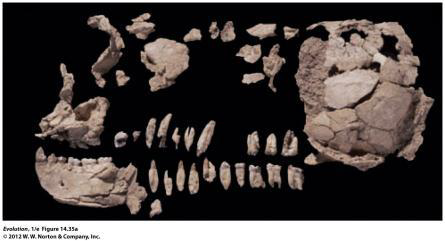 Evolution, 1/e Figure 14.35a
© 2012 W. W. Norton & Company, Inc.